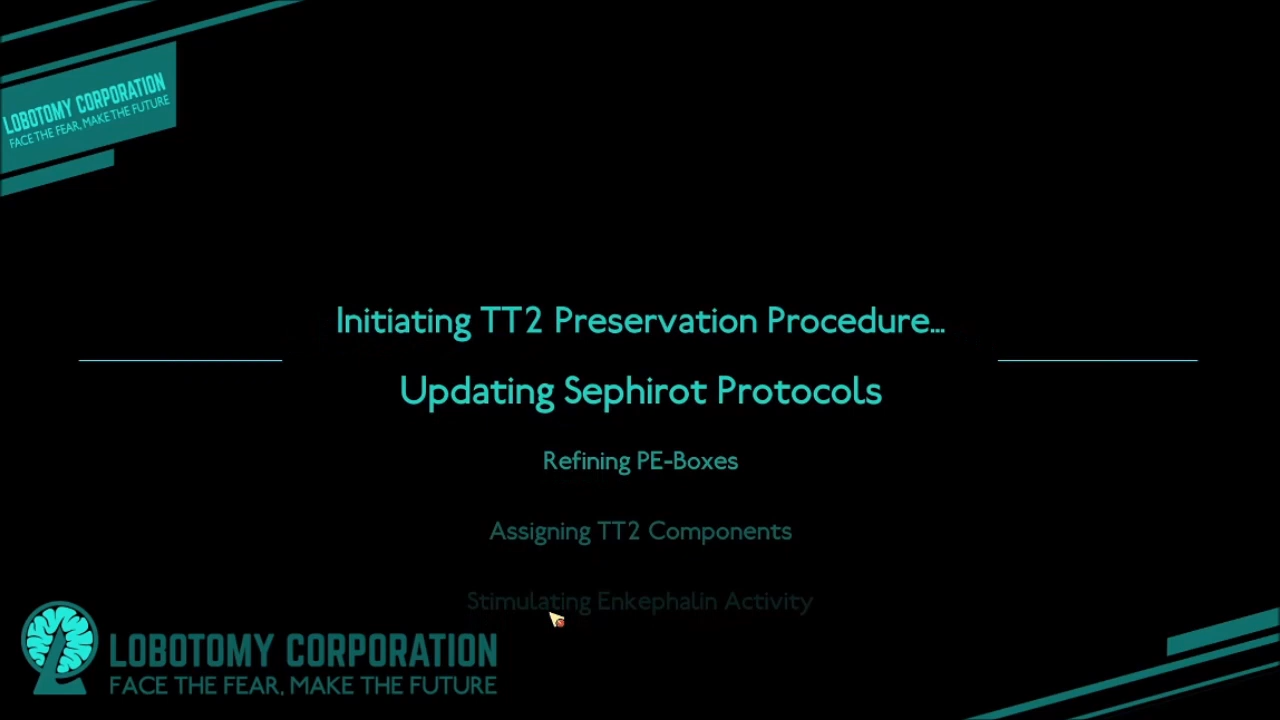 LOBOTOMY CORPORATION
FACE THE FEAR, MAKE THE FUTURE
Initiating TT2 Preservation Procedure...
Updating Sephirot Protocols
Refining PE-Boxes
Assigning TT2 Components
Stimulating Enkephalin Activity
LOBOTOMY CORPORATION
FACE THE FEAR, MAKE THE FUTURE